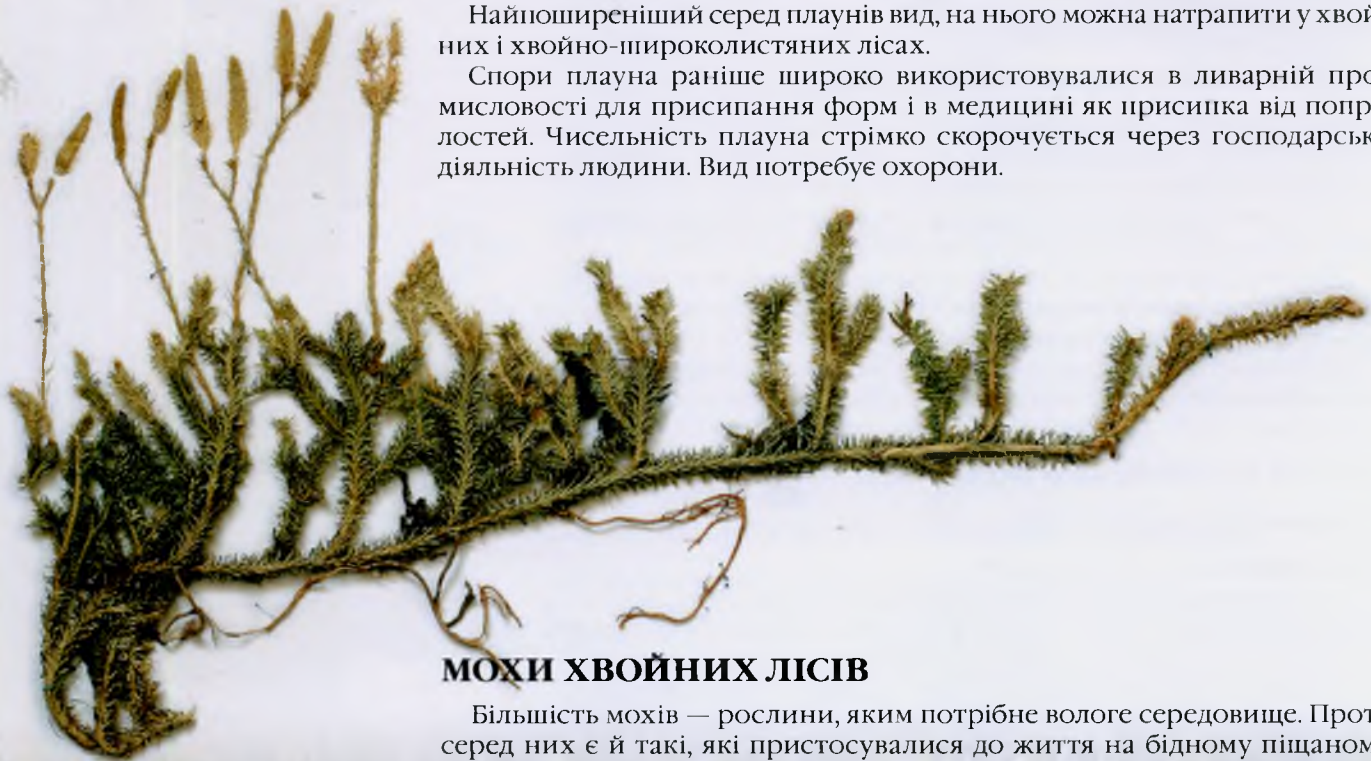 Найпоширеніший серед плаунів вид, на нього можна натрапити у хвой
них і хвойно-широколистяних лісах.
Спори плауна раніше широко використовувалися в ливарній про
мисловості для присипання форм і в медицині як присипка від попр
лостей. Чисельність плауна стрімко скорочується через господарськ
діяльність людини. Вид потребує охорони.
МОХИ ХВОЙНИХ ЛІСІВ
Більшість мохів — рослини, яким потрібне вологе середовище. Прот
серед них є й такі, які пристосувалися до життя на бідному піщаном